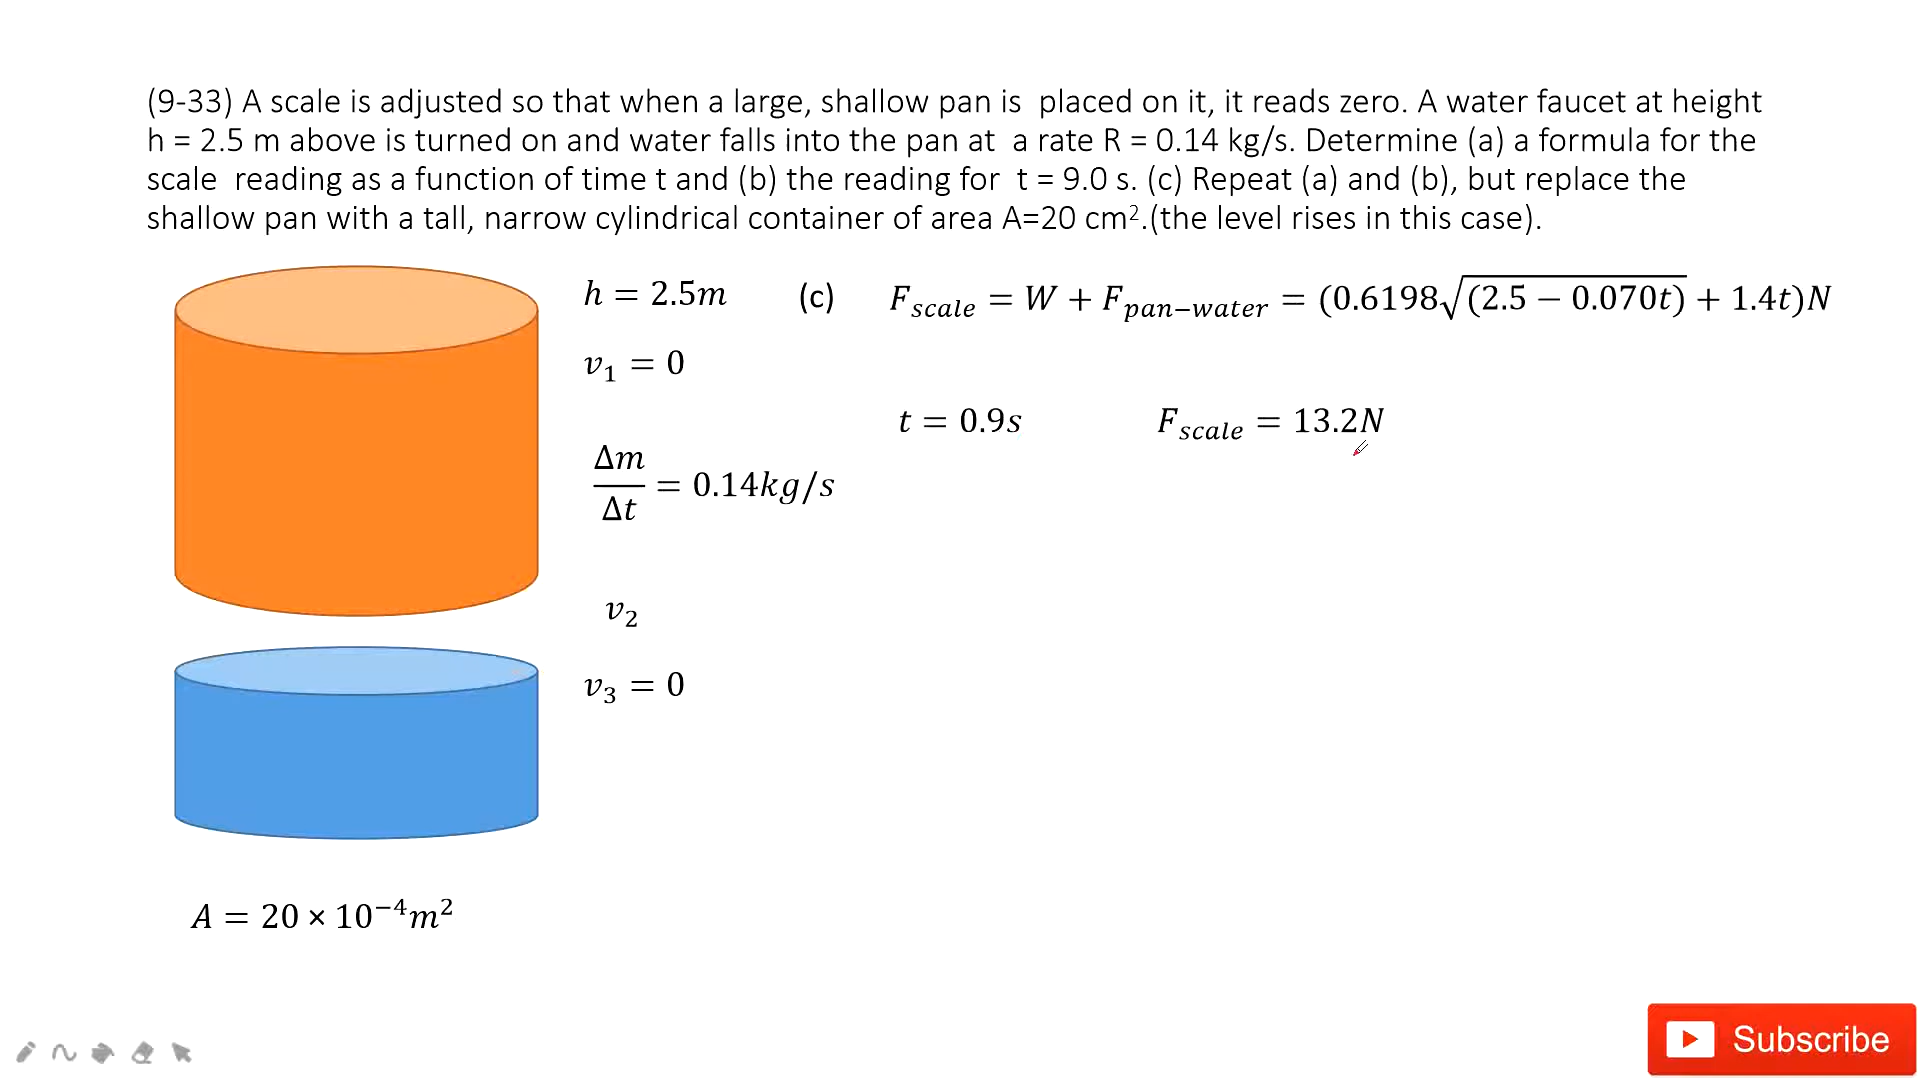 (9-33) A scale is adjusted so that when a large, shallow pan is placed on it, it reads zero. A water faucet at height
h = 2.5 m above is turned on and water falls into the pan at a rate R = 0.14 kg/s. Determine (a) a formula for the
scale reading as a function of time t and (b) the reading for t = 9.0 s. (c) Repeat (a) and (b), but replace the
shallow pan with a tall, narrow cylindrical container of area A=20 cm².(the level rises in this case).
h = 2.5m
(c) F_scale = W + F_pan−water = (0.6198√(2.5 − 0.070t) + 1.4t)N
v₁ = 0
t = 0.9s F_scale = 13.2N
Δm/Δt = 0.14kg/s
v₂
v₃ = 0
A = 20 × 10⁻⁴m²
Subscribe